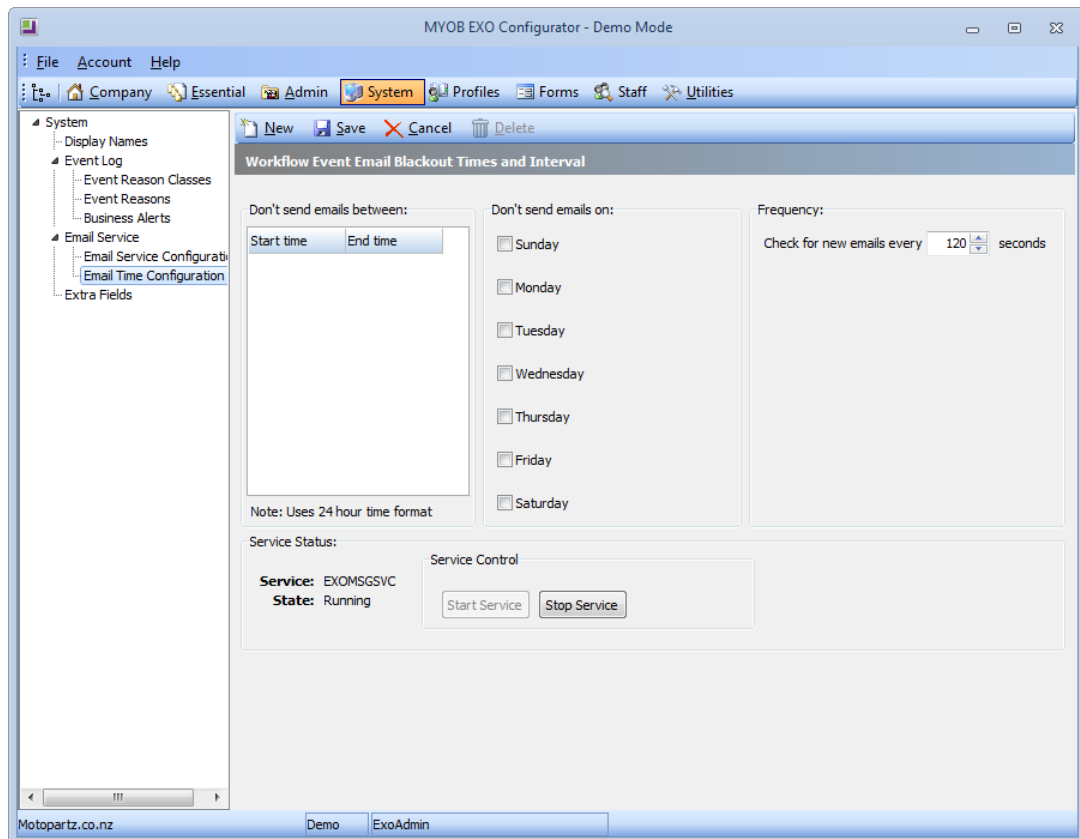 MYOB EXO Configurator - Demo Mode
File Account Help
Company Essential Admin System Profiles Forms Staff Utilities
System
Display Names
Event Log
Event Reason Classes
Event Reasons
Business Alerts
Email Service
Email Service Configurati
Email Time Configuration
Extra Fields
New Save Cancel Delete
Workflow Event Email Blackout Times and Interval
Don't send emails between:
Start time End time
Note: Uses 24 hour time format
Don't send emails on:
Sunday
Monday
Tuesday
Wednesday
Thursday
Friday
Saturday
Frequency:
Check for new emails every 120 seconds
Service Status:
Service: EXOMSGSVC
State: Running
Service Control
Start Service Stop Service
Motopartz.co.nz Demo ExoAdmin